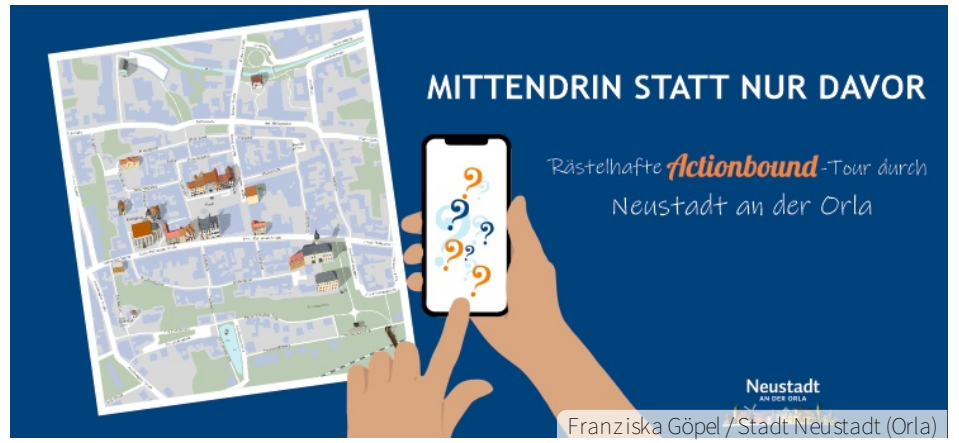 MITTENDRIN STATT NUR DAVOR
Rästelhafte Actionbound-Tour durch
Neustadt an der Orla
? ? ? ? ? ? ?
Neustadt
AN DER ORLA
Franziska Göpel / Stadt Neustadt (Orla)